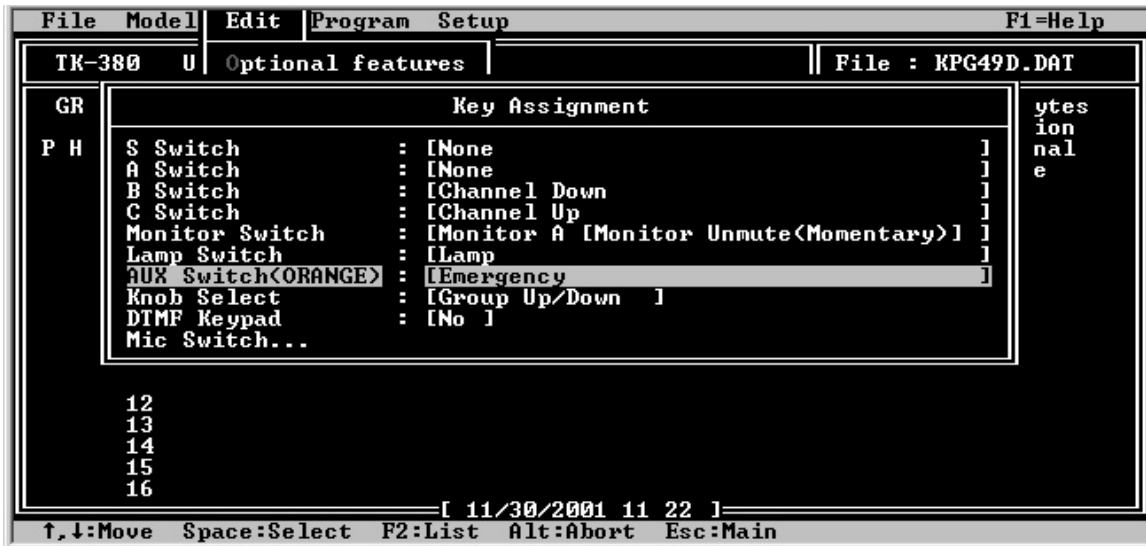 File Model Edit Program Setup F1=Help
TK-380 U Optional features File : KPG49D.DAT
GR Key Assignment ytes
ion
P H S Switch : [None ] nal
A Switch : [None ] e
B Switch : [Channel Down ]
C Switch : [Channel Up ]
Monitor Switch : [Monitor A [Monitor Unmute(Momentary)] ]
Lamp Switch : [Lamp ]
AUX Switch(ORANGE) : [Emergency ]
Knob Select : [Group Up/Down ]
DTMF Keypad : [No ]
Mic Switch...
12
13
14
15
16
[ 11/30/2001 11 22 ]
↑,↓:Move Space:Select F2:List Alt:Abort Esc:Main